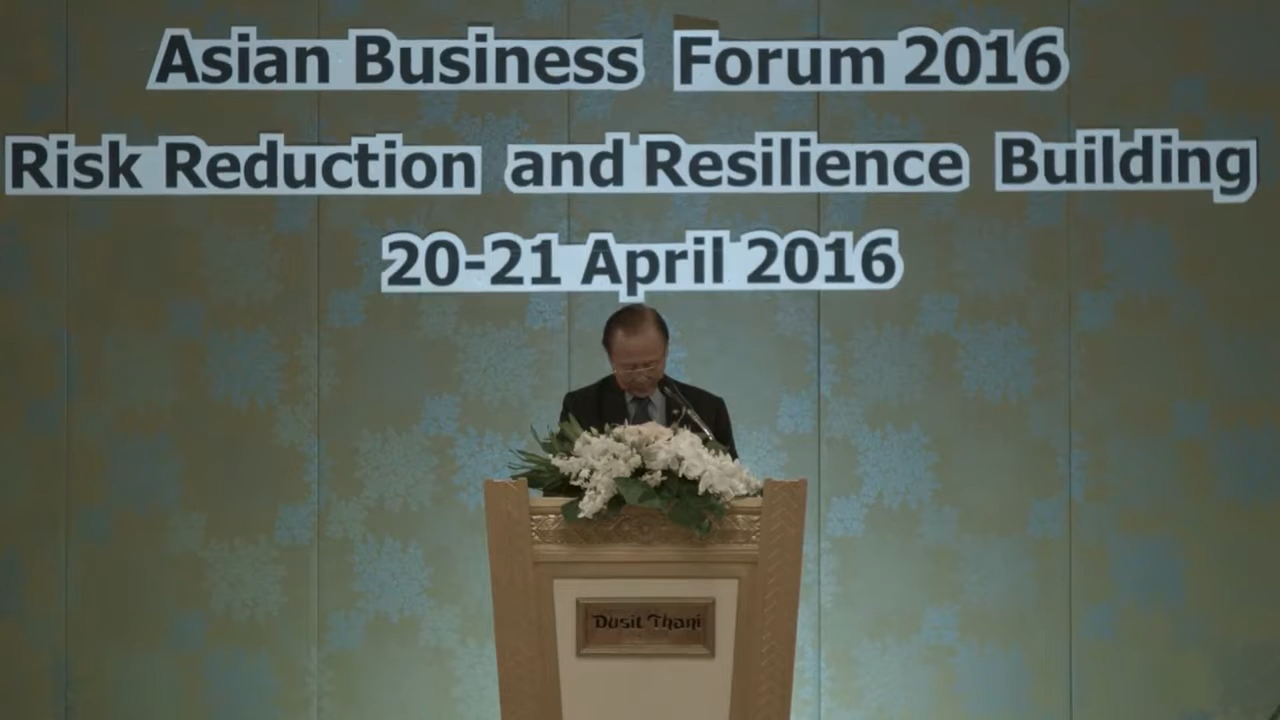 Asian Business Forum 2016
Risk Reduction and Resilience Building
20-21 April 2016
Dusit Thani